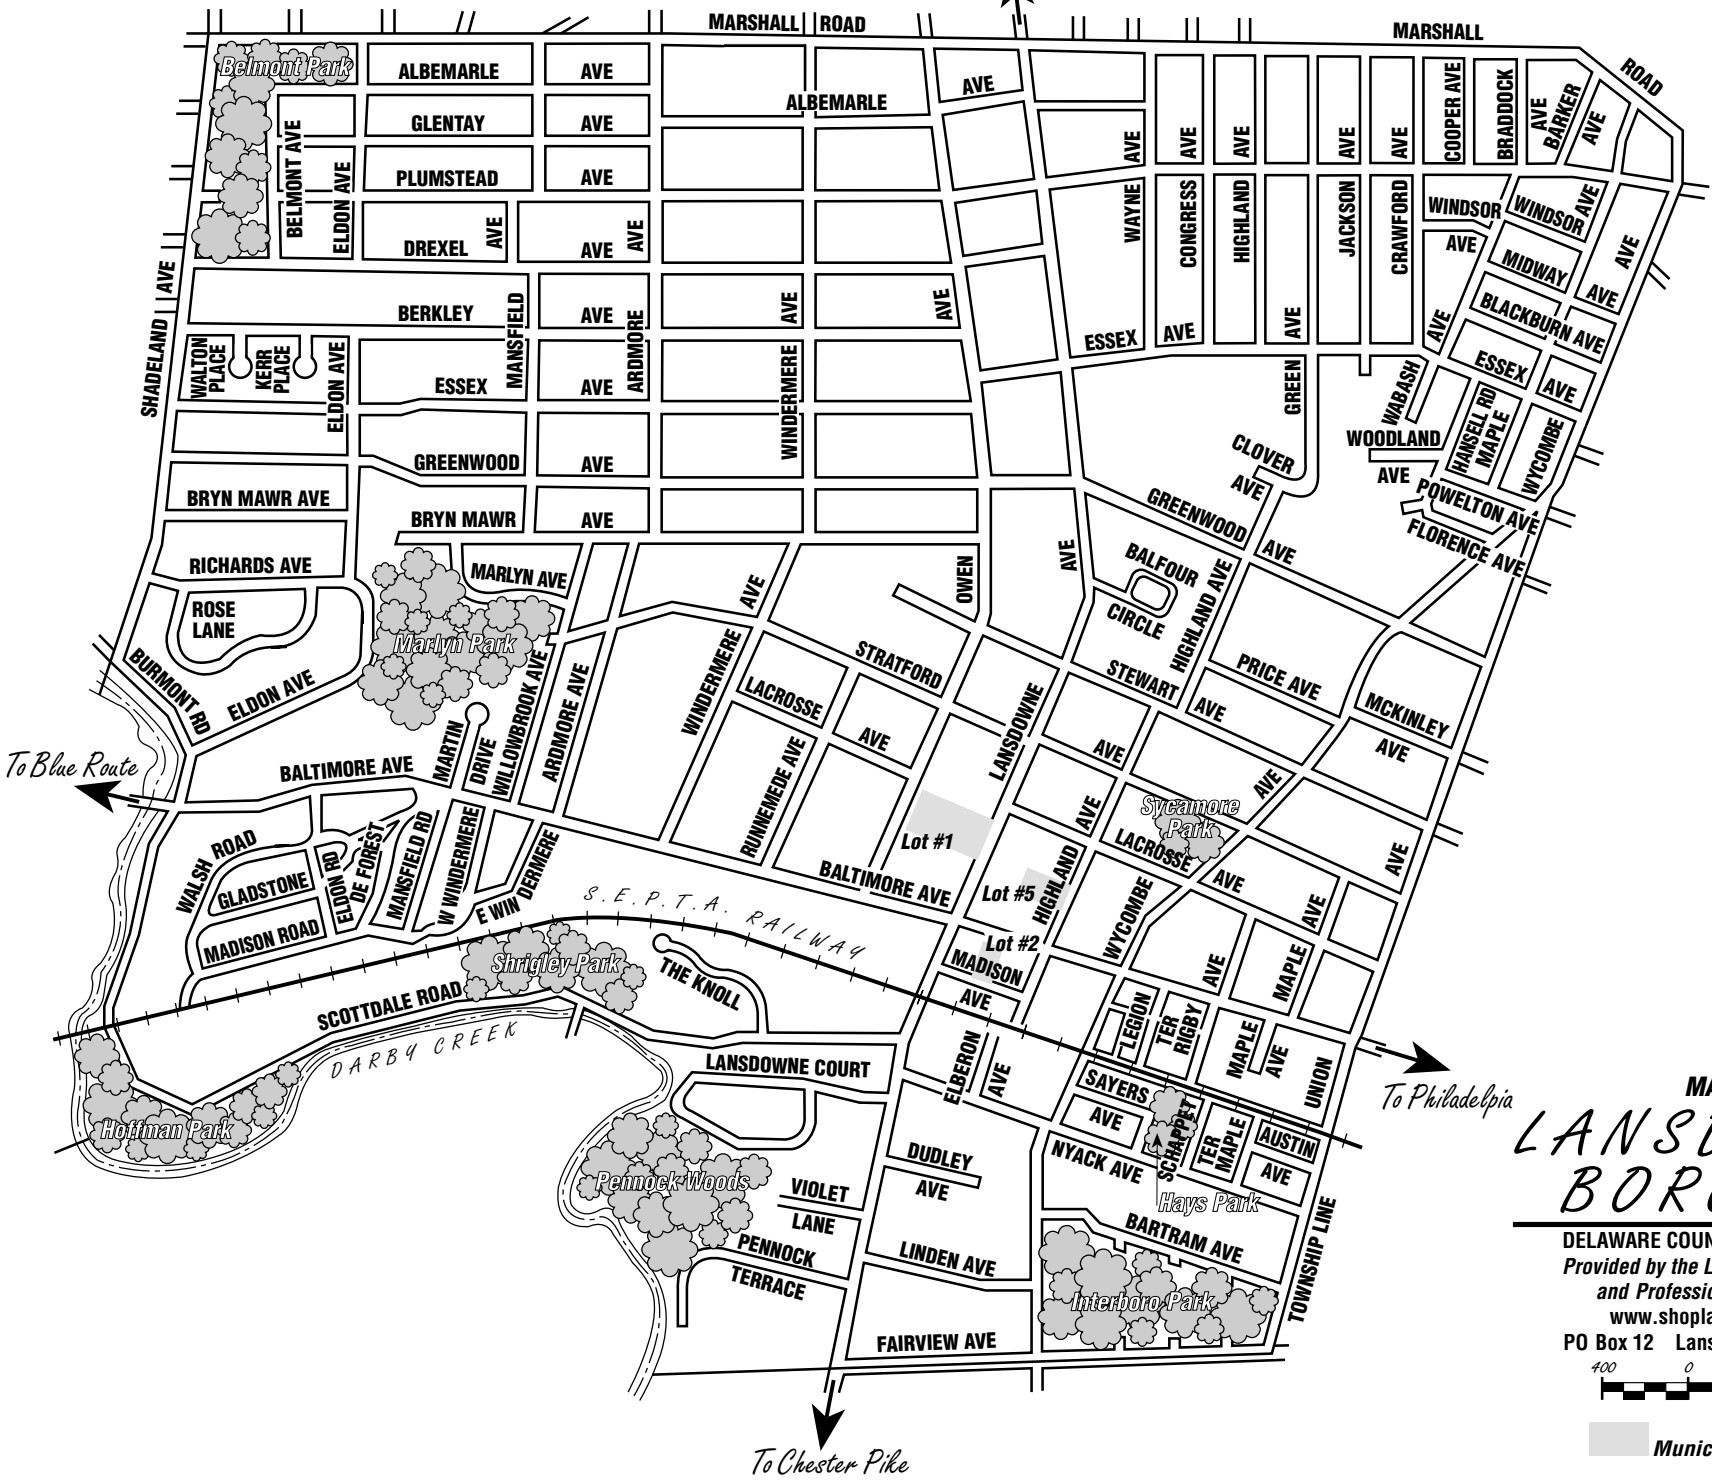 MARSHALL ROAD
MARSHALL
ROAD
Belmont Park
ALBEMARLE AVE
ALBEMARLE AVE
GLENTAY AVE
PLUMSTEAD AVE
BELMONT AVE
ELDON AVE
DREXEL AVE
AVE
AVE
BERKLEY AVE
SHADELAND AVE
MANSFIELD
ARDMORE
WINDERMERE
AVE
AVE
WALTON PLACE
KERR PLACE
ELDON AVE
ESSEX AVE
GREENWOOD AVE
BRYN MAWR AVE
BRYN MAWR AVE
RICHARDS AVE
ROSE LANE
MARLYN AVE
Marlyn Park
BURMONT RD
ELDON AVE
WAYNE AVE
CONGRESS AVE
HIGHLAND AVE
JACKSON AVE
CRAWFORD AVE
COOPER AVE
BRADDOCK AVE
BARKER AVE
WINDSOR AVE
WINDSOR AVE
MIDWAY AVE
BLACKBURN AVE
ESSEX AVE
ESSEX AVE
GREEN AVE
AVE
AVE
WABASH
WOODLAND AVE
HANSELL RD
MAPLE
WYCOMBE
CLOVER AVE
POWELTON AVE
FLORENCE AVE
GREENWOOD AVE
BALFOUR CIRCLE
HIGHLAND AVE
OWEN
AVE
AVE
STRATFORD
STEWART AVE
PRICE AVE
MCKINLEY AVE
WINDERMERE
LACROSSE AVE
LANSDOWNE
AVE
RUNNEMEDE AVE
MARTIN DRIVE
WILLOWBROOK AVE
ARDMORE AVE
To Blue Route
BALTIMORE AVE
WALSH ROAD
GLADSTONE
MADISON ROAD
ELDON RD
DE FOREST
MANSFIELD RD
W WINDERMERE
E WINDERMERE
Lot #1
BALTIMORE AVE
Lot #5
HIGHLAND
AVE
Lot #2
MADISON AVE
Sycamore Park
LACROSSE AVE
AVE
WYCOMBE
AVE
AVE
AVE
S.E.P.T.A. RAILWAY
Shrigley Park
THE KNOLL
SCOTTDALE ROAD
DARBY CREEK
Hoffman Park
LANSDOWNE COURT
ELBERON AVE
LEGION TER
RIGBY
MAPLE
MAPLE AVE
UNION
SAYERS AVE
SCHAPPET TER
MAPLE
AUSTIN AVE
NYACK AVE
Hays Park
To Philadelpia
Pennock Woods
DUDLEY AVE
VIOLET LANE
PENNOCK TERRACE
LINDEN AVE
BARTRAM AVE
Interboro Park
TOWNSHIP LINE
FAIRVIEW AVE
To Chester Pike
MA
LANSD
BORO
DELAWARE COUN
Provided by the L
and Professio
www.shopla
PO Box 12 Lans
400 0
Munic